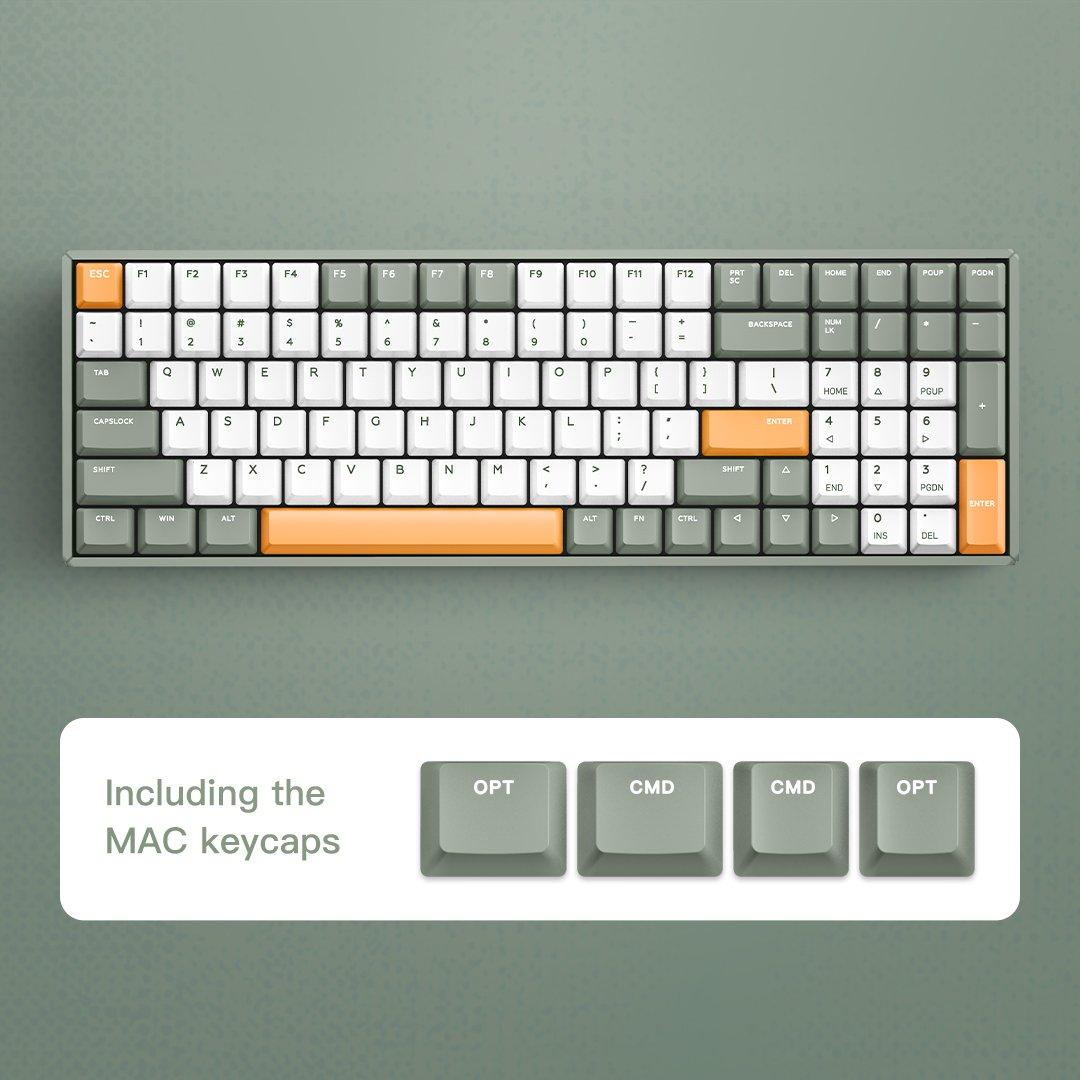 ESC F1 F2 F3 F4 F5 F6 F7 F8 F9 F10 F11 F12 PRT SC DEL HOME END PGUP PGDN
~ ` ! 1 @ 2 # 3 $ 4 % 5 ^ 6 & 7 * 8 ( 9 ) 0 — - + = BACKSPACE NUM LK / * −
TAB Q W E R T Y U I O P { [ } ] | \ 7 HOME 8 △ 9 PGUP +
CAPSLOCK A S D F G H J K L : ; " ' ENTER 4 ◁ 5 6 ▷
SHIFT Z X C V B N M < , > . ? / SHIFT △ 1 END 2 ▽ 3 PGDN ENTER
CTRL WIN ALT ALT FN CTRL ◁ ▽ ▷ 0 INS . DEL
Including the
MAC keycaps
OPT CMD CMD OPT